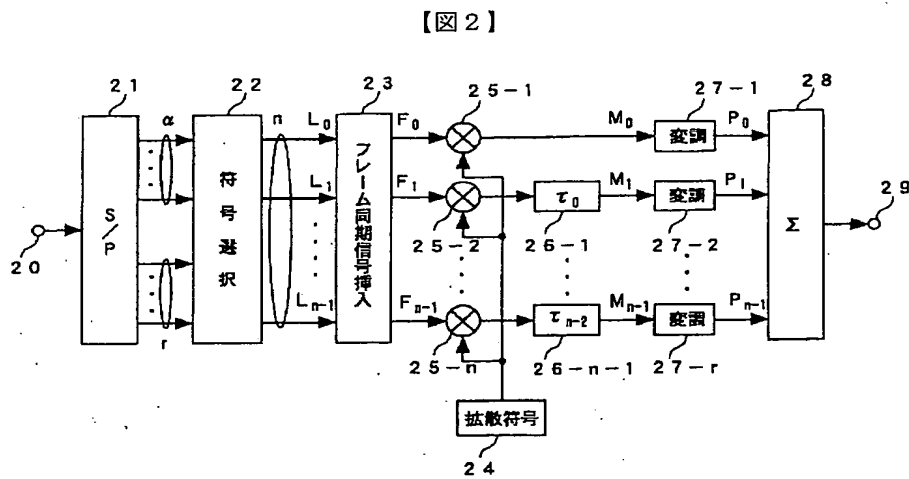 【図2】
21
22
23
25-1
27-1
28
α
n
L₀
F₀
M₀
変調
P₀
S/P
符号選択
フレーム同期信号挿入
L₁
F₁
τ₀
M₁
変調
P₁
Σ
29
20
25-2
26-1
27-2
r
Lₙ₋₁
Fₙ₋₁
τₙ₋₂
Mₙ₋₁
変調
Pₙ₋₁
25-n
26-n-1
27-r
拡散符号
24